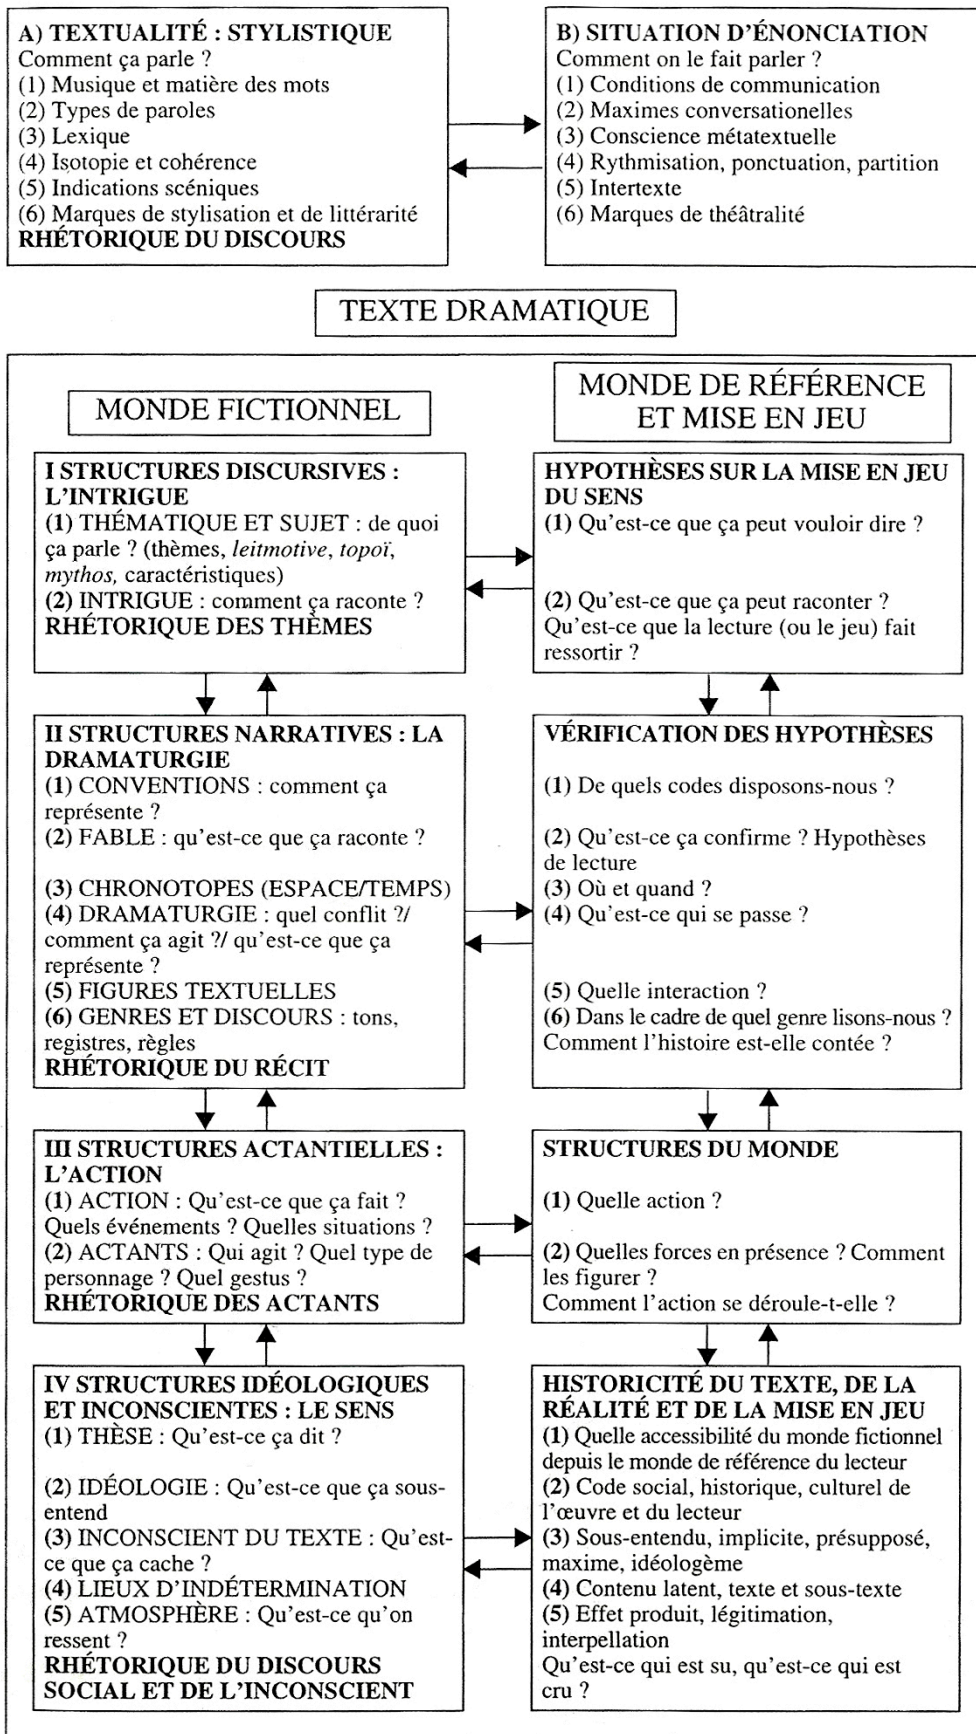 A) TEXTUALITÉ : STYLISTIQUE
Comment ça parle ?
(1) Musique et matière des mots
(2) Types de paroles
(3) Lexique
(4) Isotopie et cohérence
(5) Indications scéniques
(6) Marques de stylisation et de littérarité
RHÉTORIQUE DU DISCOURS
B) SITUATION D'ÉNONCIATION
Comment on le fait parler ?
(1) Conditions de communication
(2) Maximes conversationelles
(3) Conscience métatextuelle
(4) Rythmisation, ponctuation, partition
(5) Intertexte
(6) Marques de théâtralité
TEXTE DRAMATIQUE
MONDE FICTIONNEL
MONDE DE RÉFÉRENCE
ET MISE EN JEU
I STRUCTURES DISCURSIVES :
L'INTRIGUE
(1) THÉMATIQUE ET SUJET : de quoi
ça parle ? (thèmes, leitmotive, topoï,
mythos, caractéristiques)
(2) INTRIGUE : comment ça raconte ?
RHÉTORIQUE DES THÈMES
HYPOTHÈSES SUR LA MISE EN JEU
DU SENS
(1) Qu'est-ce que ça peut vouloir dire ?
(2) Qu'est-ce que ça peut raconter ?
Qu'est-ce que la lecture (ou le jeu) fait
ressortir ?
II STRUCTURES NARRATIVES : LA
DRAMATURGIE
(1) CONVENTIONS : comment ça
représente ?
(2) FABLE : qu'est-ce que ça raconte ?
(3) CHRONOTOPES (ESPACE/TEMPS)
(4) DRAMATURGIE : quel conflit ?/
comment ça agit ?/ qu'est-ce que ça
représente ?
(5) FIGURES TEXTUELLES
(6) GENRES ET DISCOURS : tons,
registres, règles
RHÉTORIQUE DU RÉCIT
VÉRIFICATION DES HYPOTHÈSES
(1) De quels codes disposons-nous ?
(2) Qu'est-ce ça confirme ? Hypothèses
de lecture
(3) Où et quand ?
(4) Qu'est-ce qui se passe ?
(5) Quelle interaction ?
(6) Dans le cadre de quel genre lisons-nous ?
Comment l'histoire est-elle contée ?
III STRUCTURES ACTANTIELLES :
L'ACTION
(1) ACTION : Qu'est-ce que ça fait ?
Quels événements ? Quelles situations ?
(2) ACTANTS : Qui agit ? Quel type de
personnage ? Quel gestus ?
RHÉTORIQUE DES ACTANTS
STRUCTURES DU MONDE
(1) Quelle action ?
(2) Quelles forces en présence ? Comment
les figurer ?
Comment l'action se déroule-t-elle ?
IV STRUCTURES IDÉOLOGIQUES
ET INCONSCIENTES : LE SENS
(1) THÈSE : Qu'est-ce ça dit ?
(2) IDÉOLOGIE : Qu'est-ce que ça sous-
entend
(3) INCONSCIENT DU TEXTE : Qu'est-
ce que ça cache ?
(4) LIEUX D'INDÉTERMINATION
(5) ATMOSPHÈRE : Qu'est-ce qu'on
ressent ?
RHÉTORIQUE DU DISCOURS
SOCIAL ET DE L'INCONSCIENT
HISTORICITÉ DU TEXTE, DE LA
RÉALITÉ ET DE LA MISE EN JEU
(1) Quelle accessibilité du monde fictionnel
depuis le monde de référence du lecteur
(2) Code social, historique, culturel de
l'œuvre et du lecteur
(3) Sous-entendu, implicite, présupposé,
maxime, idéologème
(4) Contenu latent, texte et sous-texte
(5) Effet produit, légitimation,
interpellation
Qu'est-ce qui est su, qu'est-ce qui est
cru ?